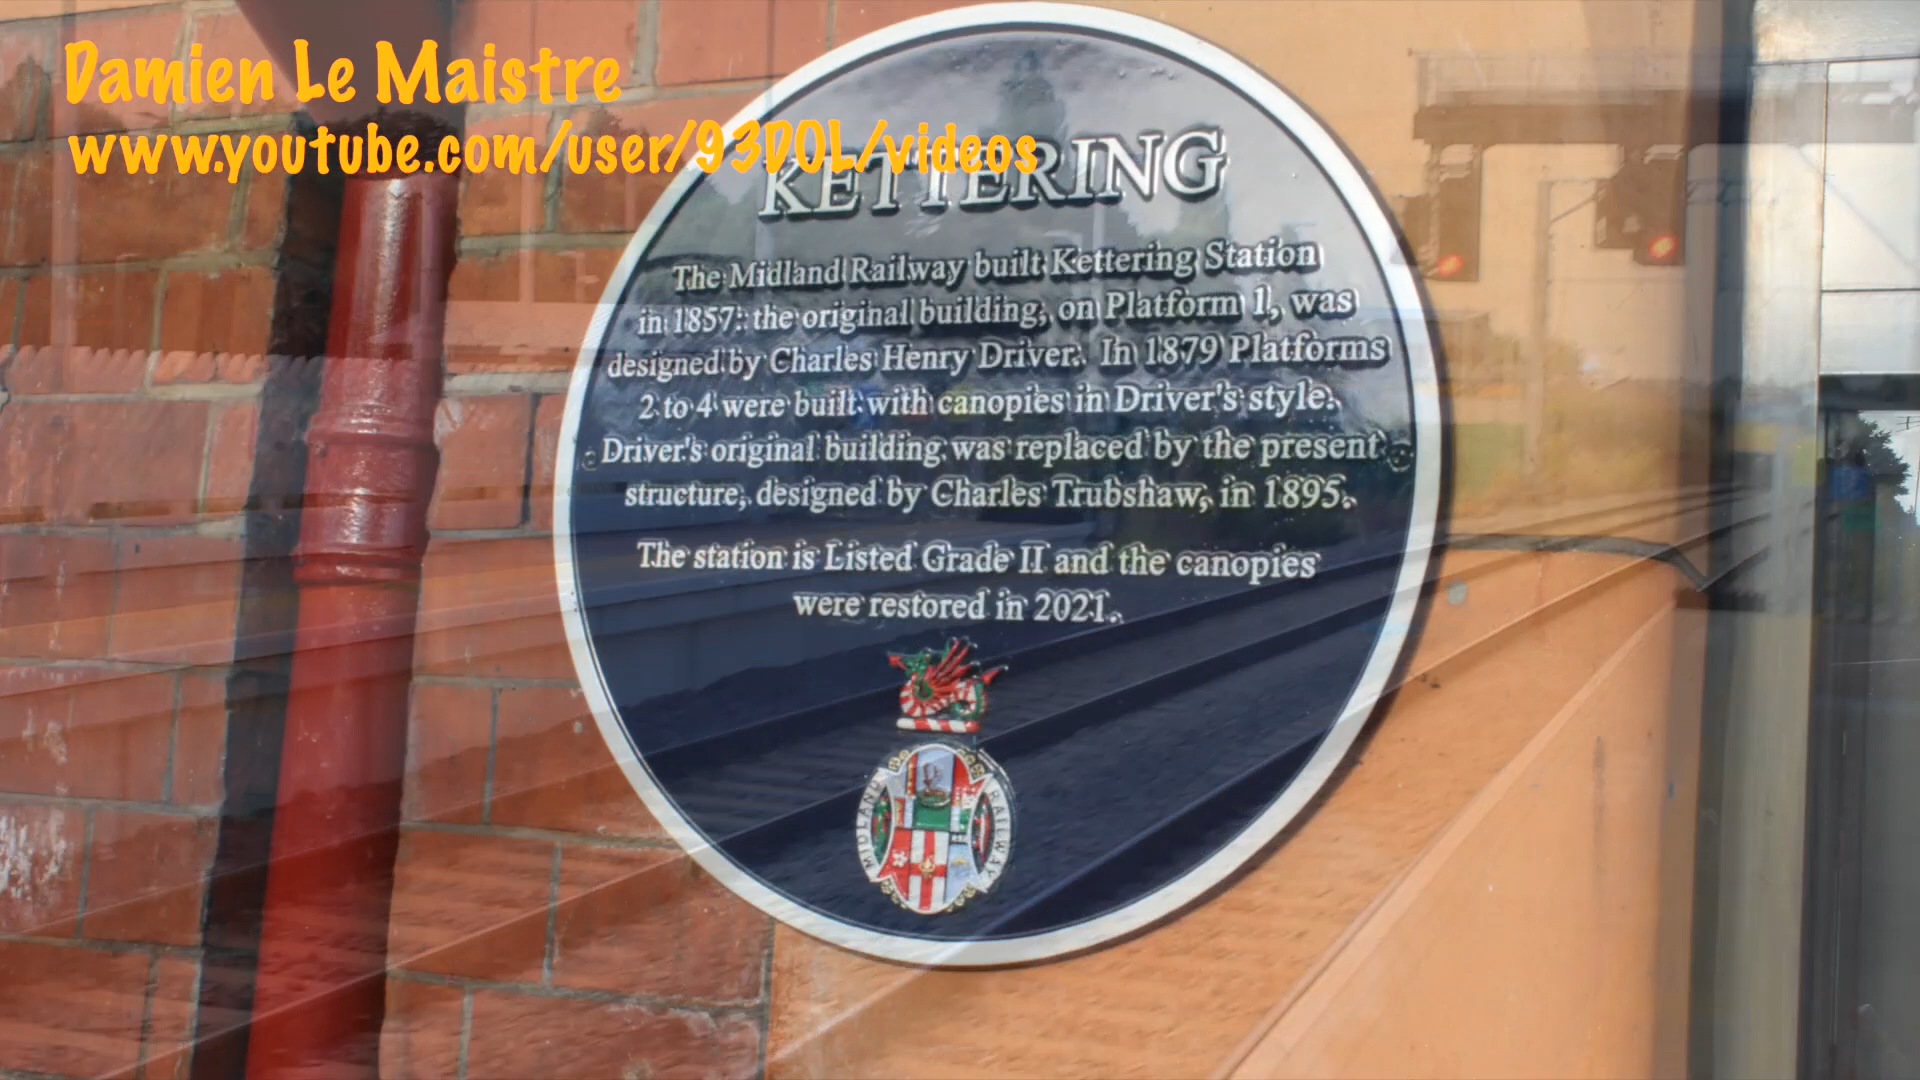 Damien Le Maistre
www.youtube.com/user/93DOL/videos
KETTERING
The Midland Railway built Kettering Station
in 1857: the original building, on Platform 1, was
designed by Charles Henry Driver. In 1879 Platforms
2 to 4 were built with canopies in Driver's style.
Driver's original building was replaced by the present
structure, designed by Charles Trubshaw, in 1895.
The station is Listed Grade II and the canopies
were restored in 2021.
MIDLAND RAILWAY